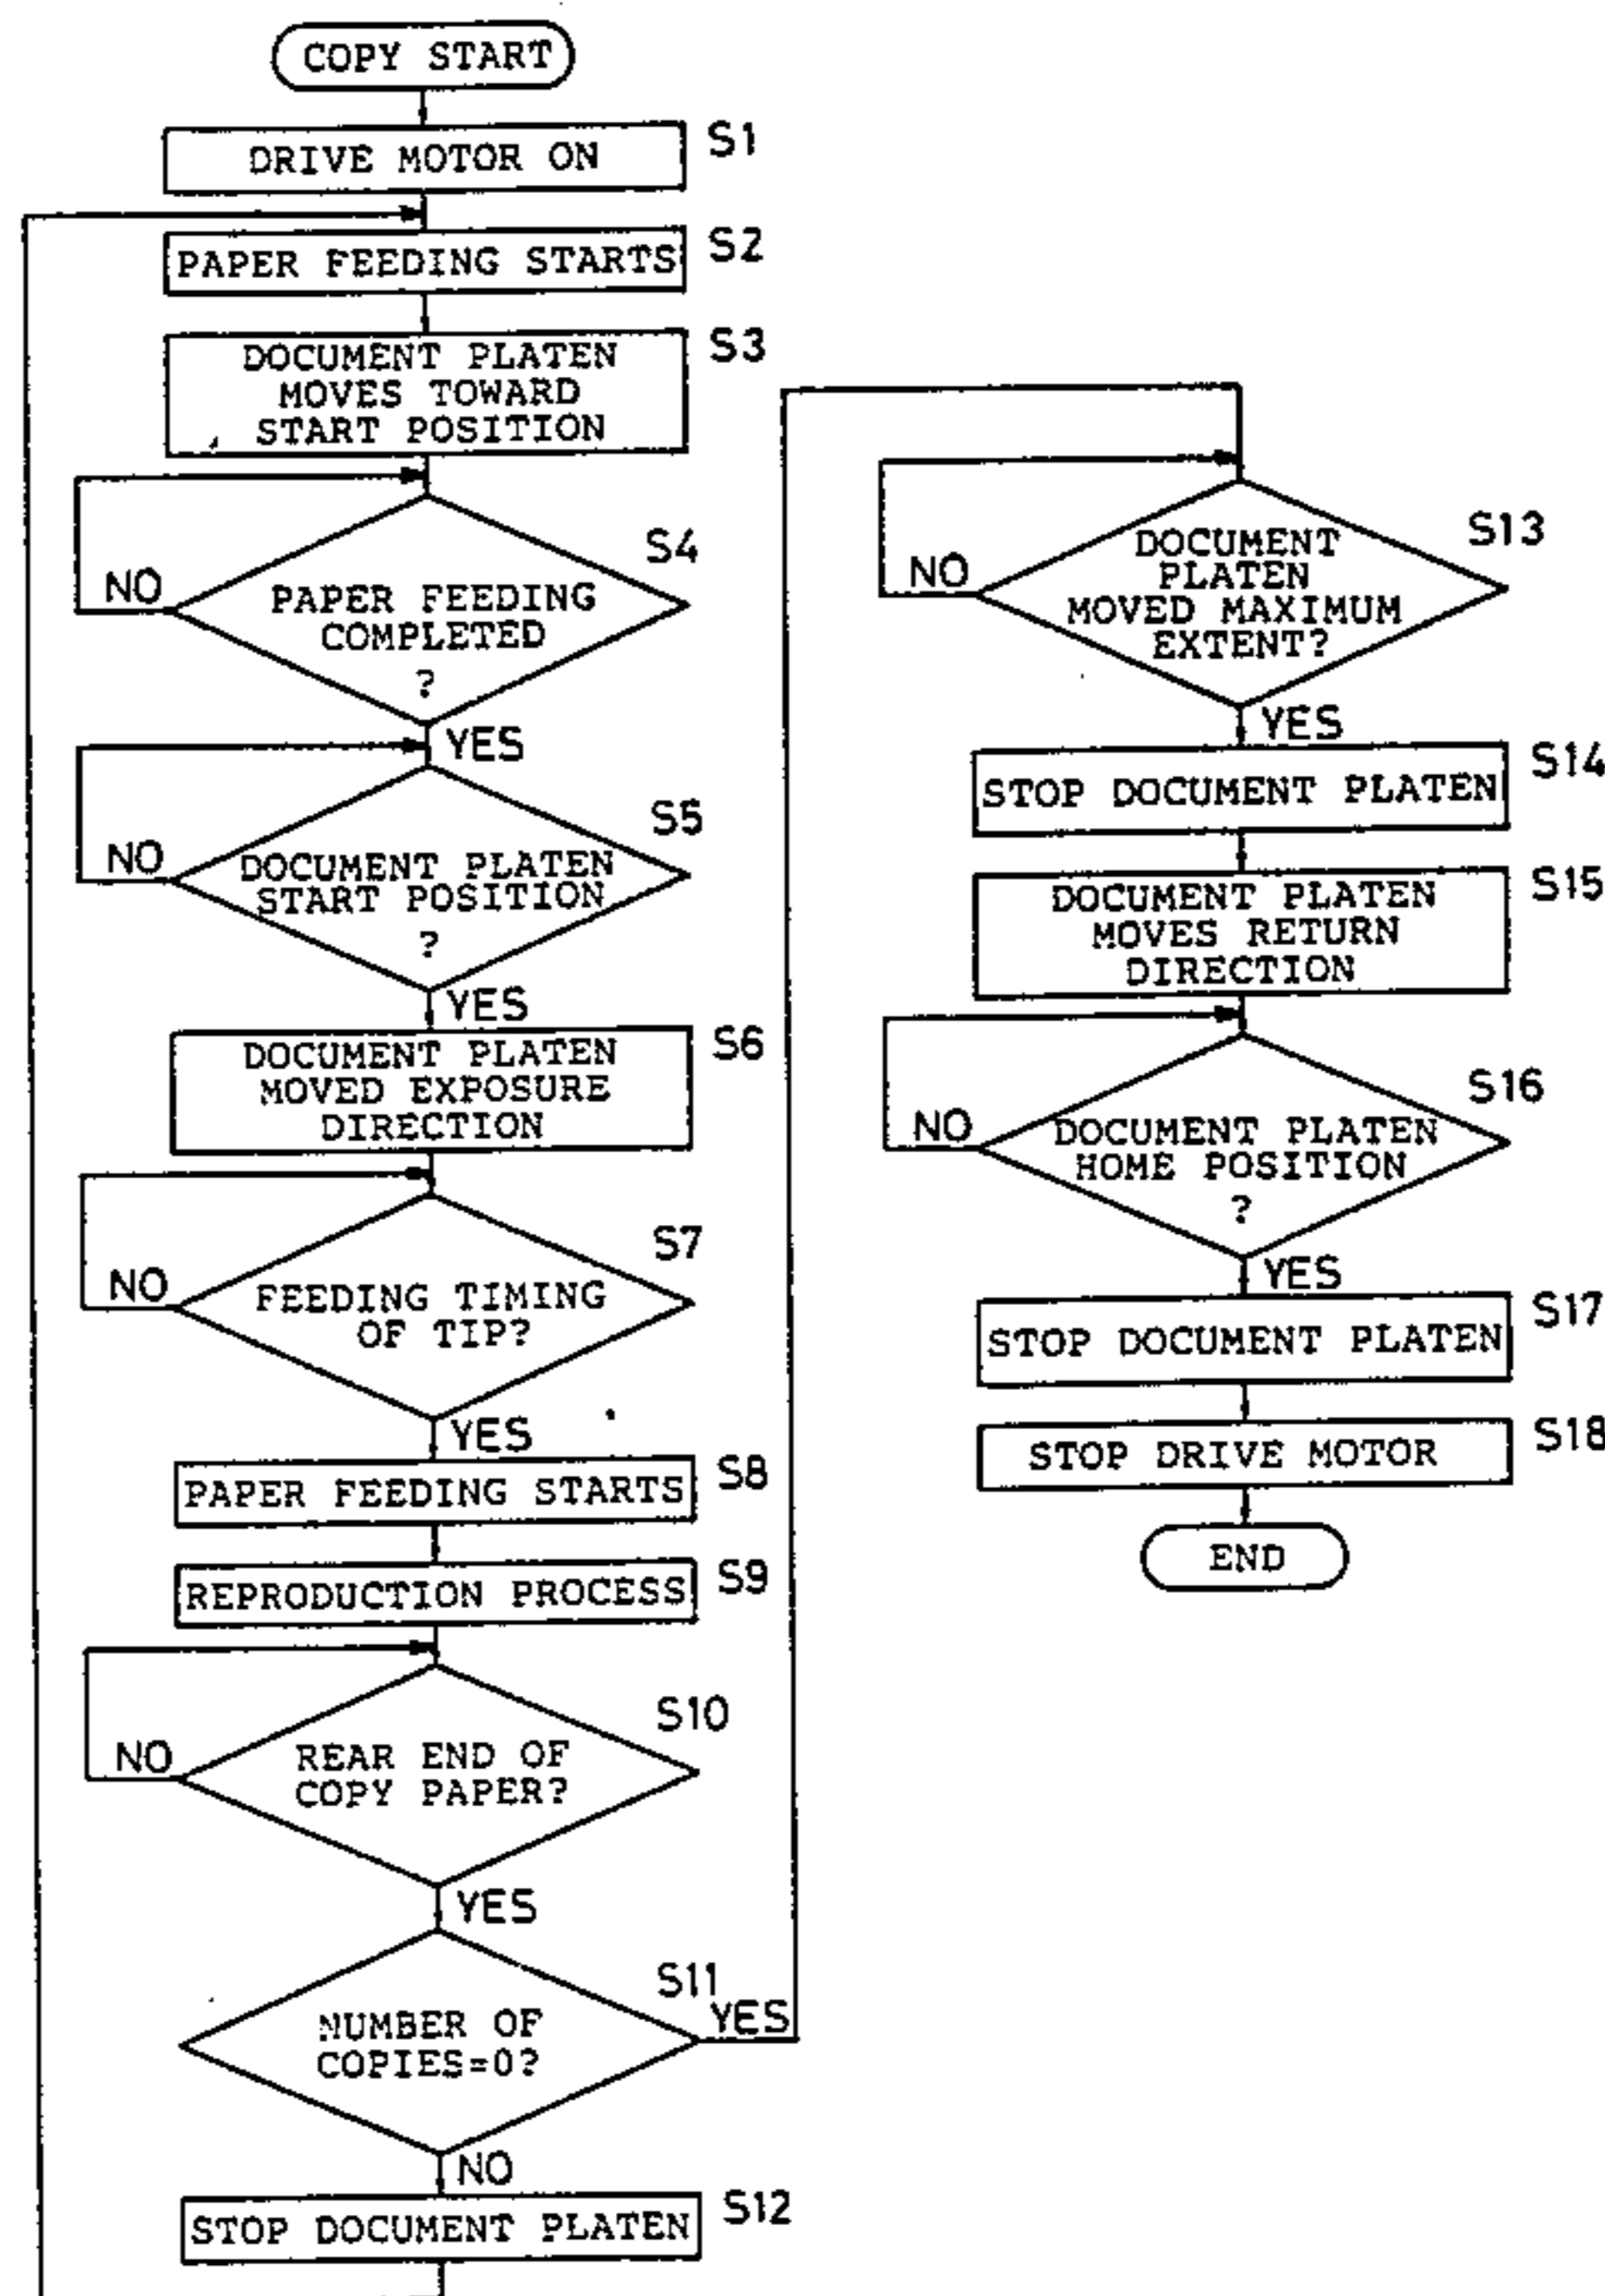 COPY START
DRIVE MOTOR ON
S1
PAPER FEEDING STARTS
S2
DOCUMENT PLATEN
MOVES TOWARD
START POSITION
S3
S4
NO
PAPER FEEDING
COMPLETED
?
YES
S5
NO
DOCUMENT PLATEN
START POSITION
?
YES
DOCUMENT PLATEN
MOVED EXPOSURE
DIRECTION
S6
S7
NO
FEEDING TIMING
OF TIP?
YES
PAPER FEEDING STARTS
S8
REPRODUCTION PROCESS
S9
S10
NO
REAR END OF
COPY PAPER?
YES
S11
NUMBER OF
COPIES=0?
YES
NO
STOP DOCUMENT PLATEN
S12
S13
NO
DOCUMENT
PLATEN
MOVED MAXIMUM
EXTENT?
YES
STOP DOCUMENT PLATEN
S14
DOCUMENT PLATEN
MOVES RETURN
DIRECTION
S15
S16
NO
DOCUMENT PLATEN
HOME POSITION
?
YES
STOP DOCUMENT PLATEN
S17
STOP DRIVE MOTOR
S18
END